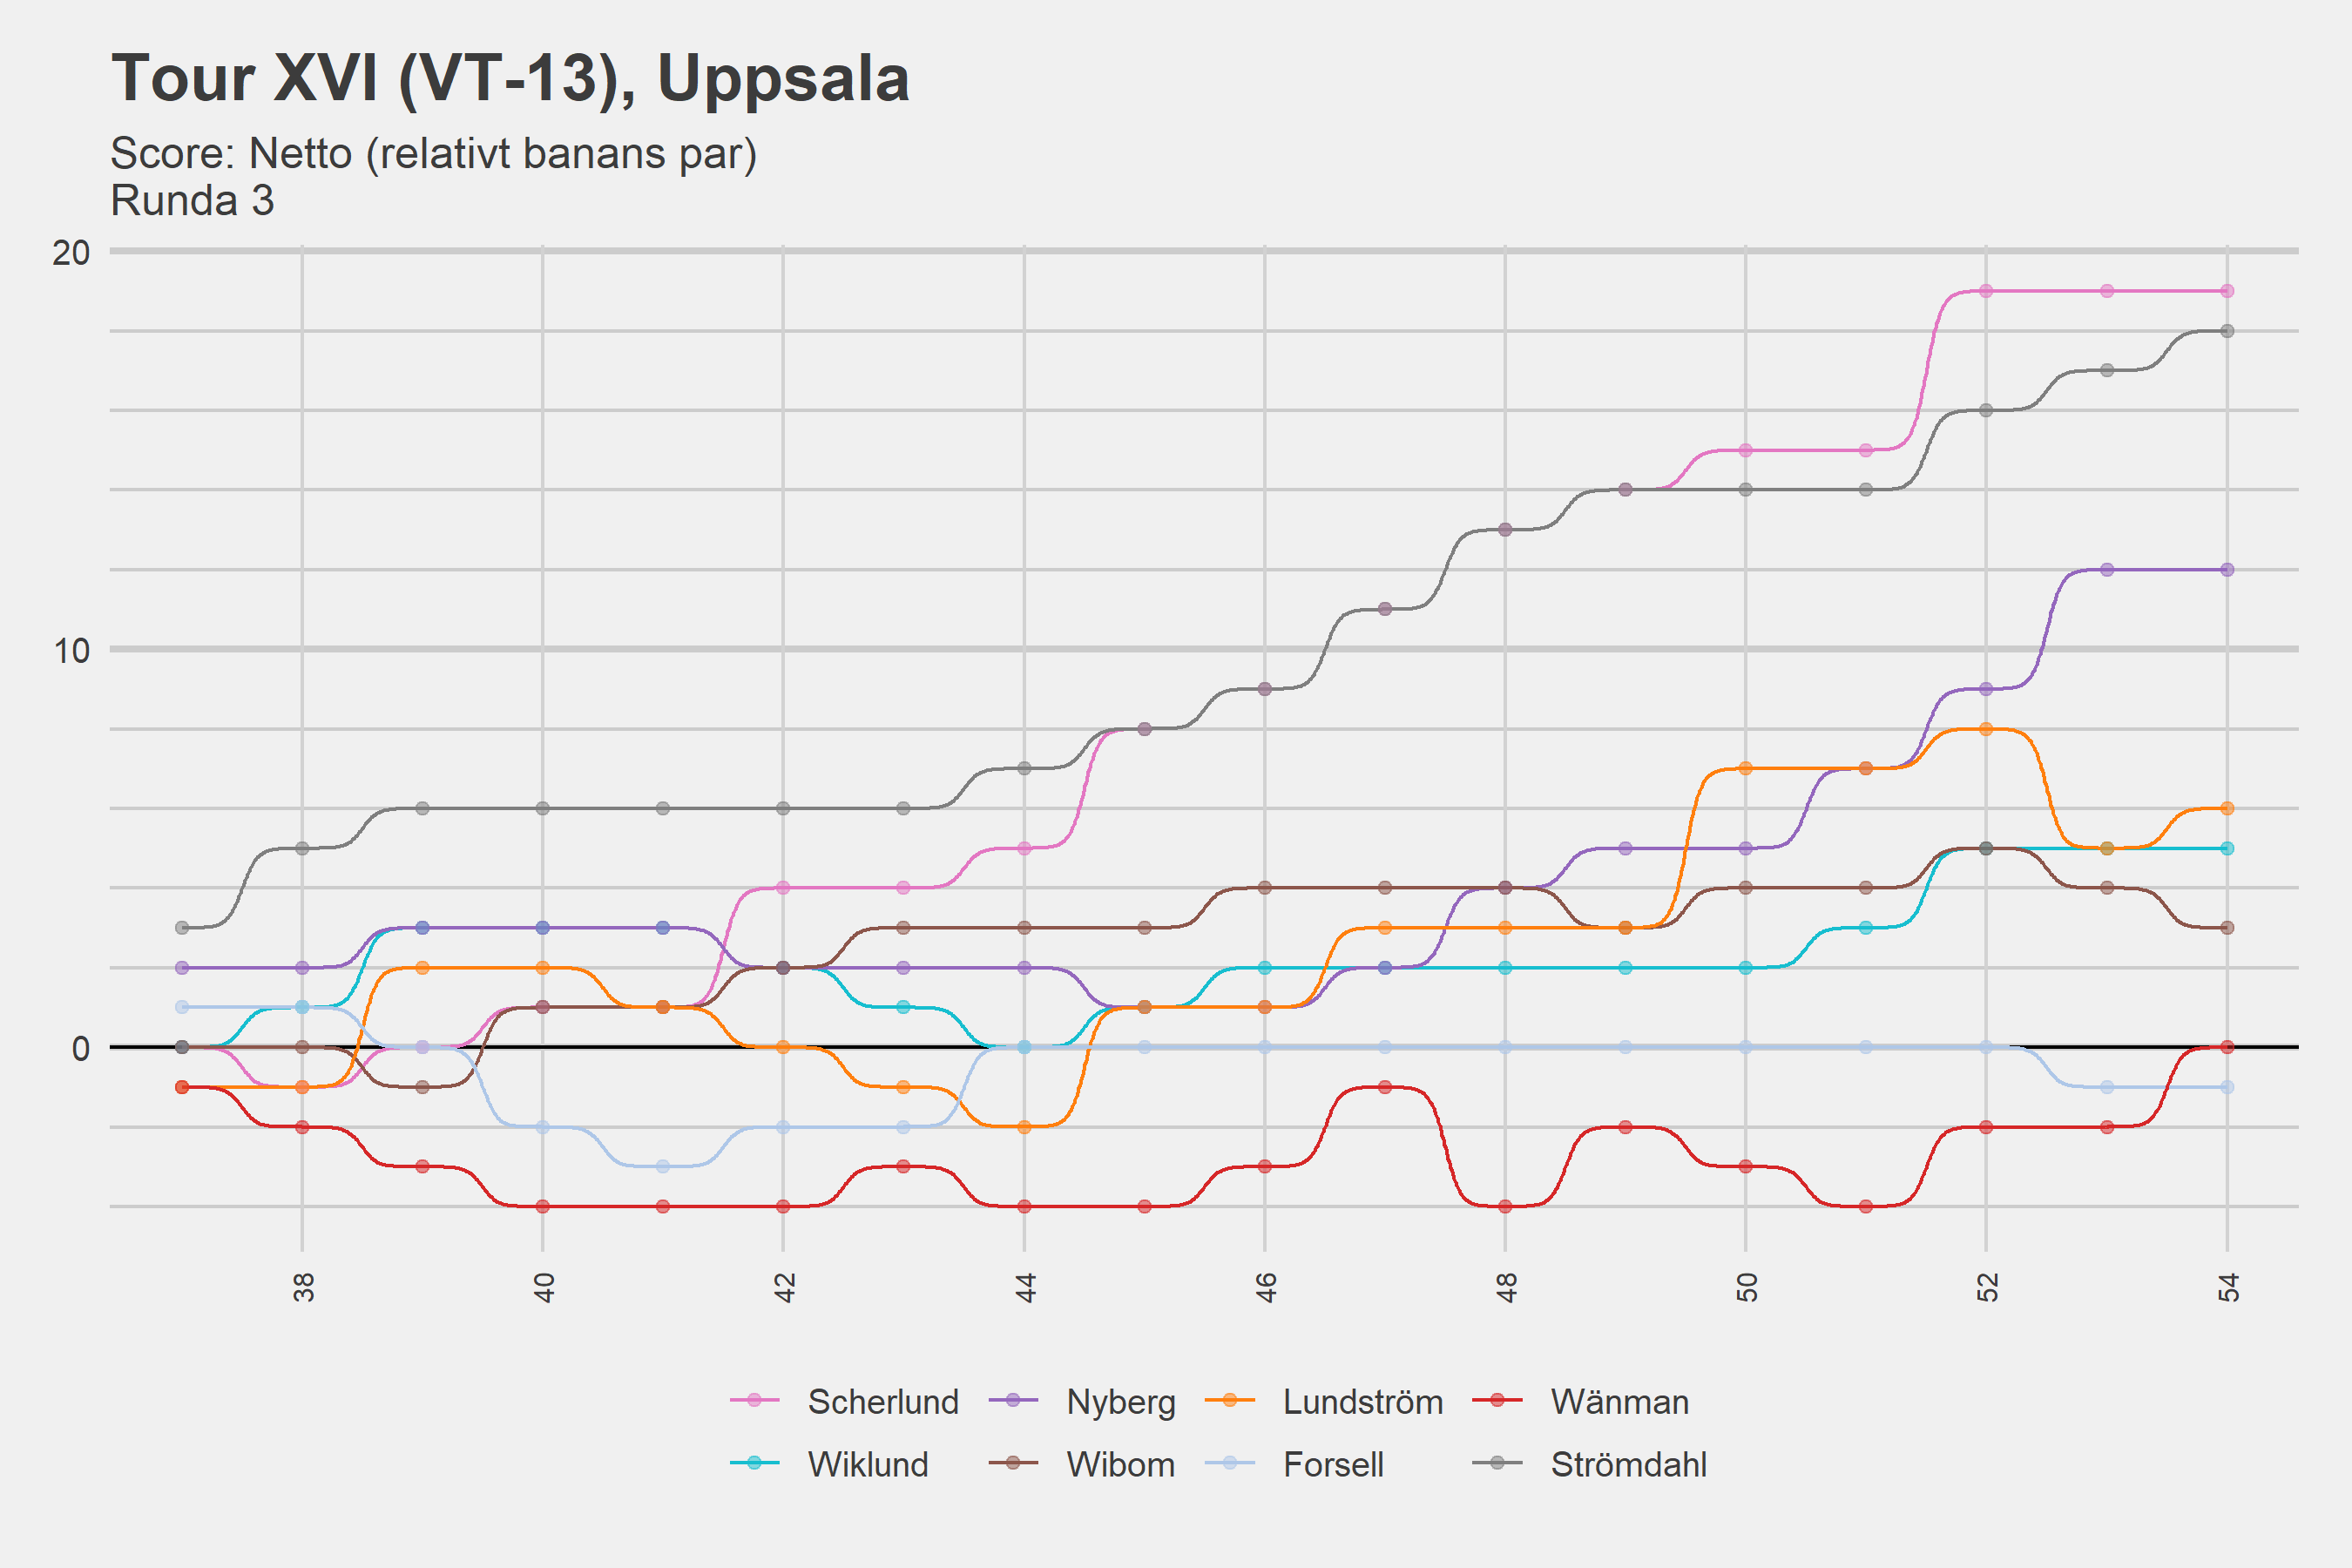 Tour XVI (VT-13), Uppsala
Score: Netto (relativt banans par)
Runda 3
20
10
0
38 40 42 44 46 48 50 52 54
Scherlund Nyberg Lundström Wänman
Wiklund Wibom Forsell Strömdahl